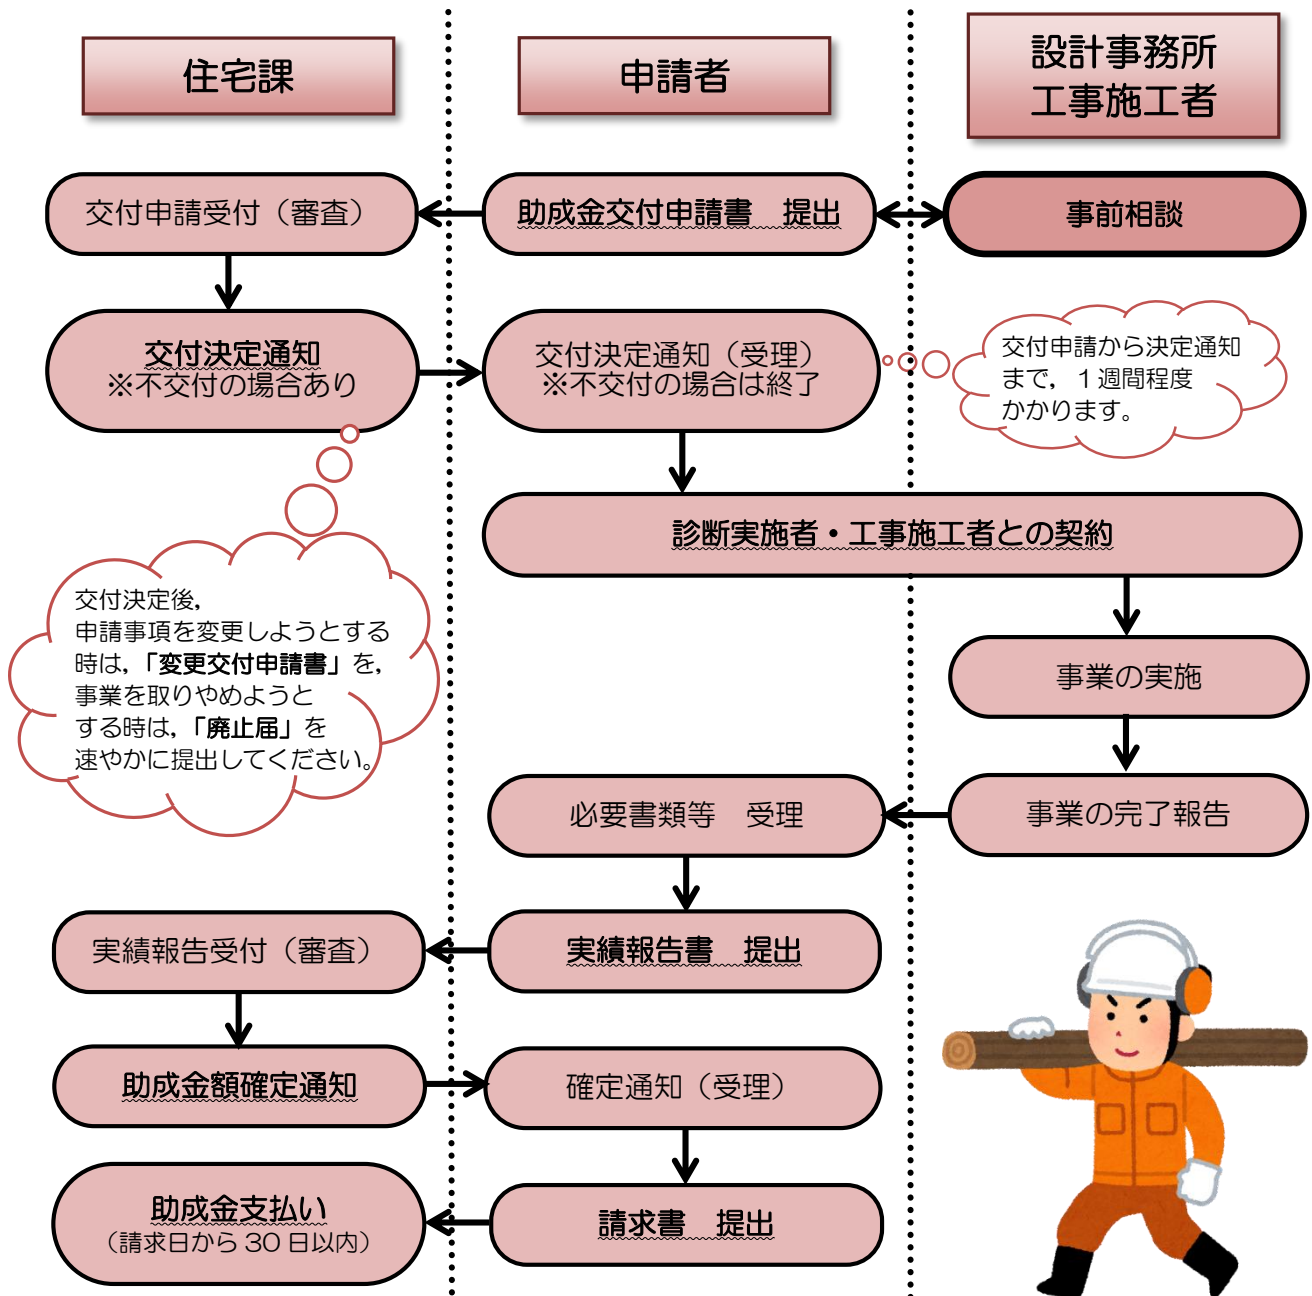 住宅課
申請者
設計事務所
工事施工者
交付申請受付（審査）
助成金交付申請書　提出
事前相談
交付決定通知
※不交付の場合あり
交付決定通知（受理）
※不交付の場合は終了
交付申請から決定通知
まで，１週間程度
かかります。
診断実施者・工事施工者との契約
交付決定後，
申請事項を変更しようとする
時は，「変更交付申請書」を，
事業を取りやめようと
する時は，「廃止届」を
速やかに提出してください。
事業の実施
必要書類等　受理
事業の完了報告
実績報告受付（審査）
実績報告書　提出
助成金額確定通知
確定通知（受理）
助成金支払い
（請求日から 30 日以内）
請求書　提出